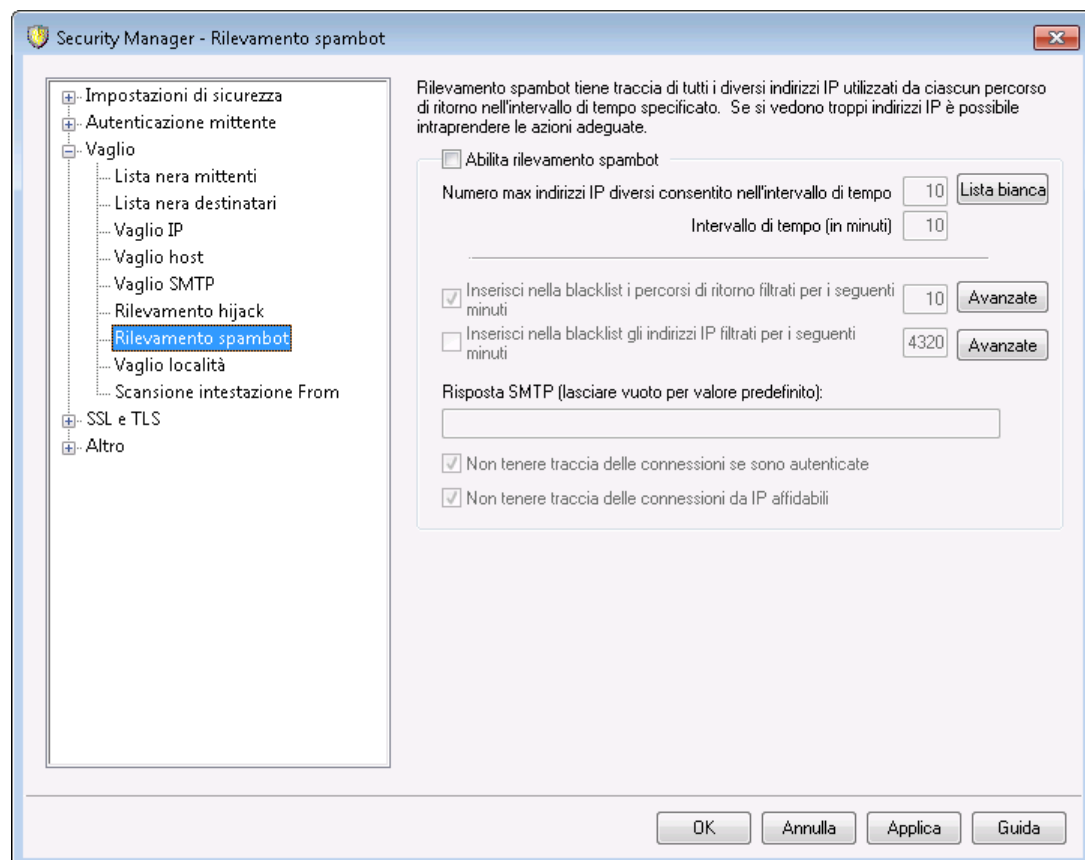 Security Manager - Rilevamento spambot
Impostazioni di sicurezza
Autenticazione mittente
Vaglio
Lista nera mittenti
Lista nera destinatari
Vaglio IP
Vaglio host
Vaglio SMTP
Rilevamento hijack
Rilevamento spambot
Vaglio località
Scansione intestazione From
SSL e TLS
Altro
Rilevamento spambot tiene traccia di tutti i diversi indirizzi IP utilizzati da ciascun percorso
di ritorno nell'intervallo di tempo specificato. Se si vedono troppi indirizzi IP è possibile
intraprendere le azioni adeguate.
Abilita rilevamento spambot
Numero max indirizzi IP diversi consentito nell'intervallo di tempo 10 Lista bianca
Intervallo di tempo (in minuti) 10
Inserisci nella blacklist i percorsi di ritorno filtrati per i seguenti
minuti 10 Avanzate
Inserisci nella blacklist gli indirizzi IP filtrati per i seguenti
minuti 4320 Avanzate
Risposta SMTP (lasciare vuoto per valore predefinito):
Non tenere traccia delle connessioni se sono autenticate
Non tenere traccia delle connessioni da IP affidabili
OK Annulla Applica Guida